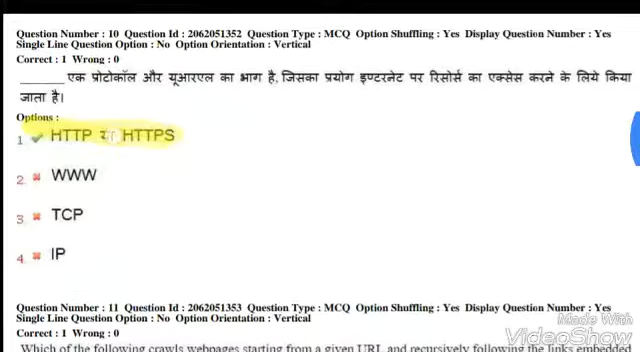 Question Number : 10 Question Id : 2062051352 Question Type : MCQ Option Shuffling : Yes Display Question Number : Yes
Single Line Question Option : No Option Orientation : Vertical
Correct : 1 Wrong : 0
______ एक प्रोटोकॉल और यूआरएल का भाग है, जिसका प्रयोग इण्टरनेट पर रिसोर्स का एक्सेस करने के लिये किया
जाता है।
Options :
1. HTTP या HTTPS
2. WWW
3. TCP
4. IP
Question Number : 11 Question Id : 2062051353 Question Type : MCQ Option Shuffling : Yes Display Question Number : Yes
Single Line Question Option : No Option Orientation : Vertical
Correct : 1 Wrong : 0
Which of the following crawls webpages starting from a given URL and recursively following the links embedded
Made With
VideoShow